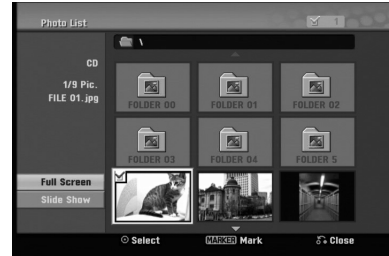 Photo List
1
\
CD
1/9 Pic.
FILE 01.jpg
FOLDER 00
FOLDER 01
FOLDER 02
FOLDER 03
FOLDER 04
FOLDER 5
Full Screen
Slide Show
Select
MARKER Mark
Close